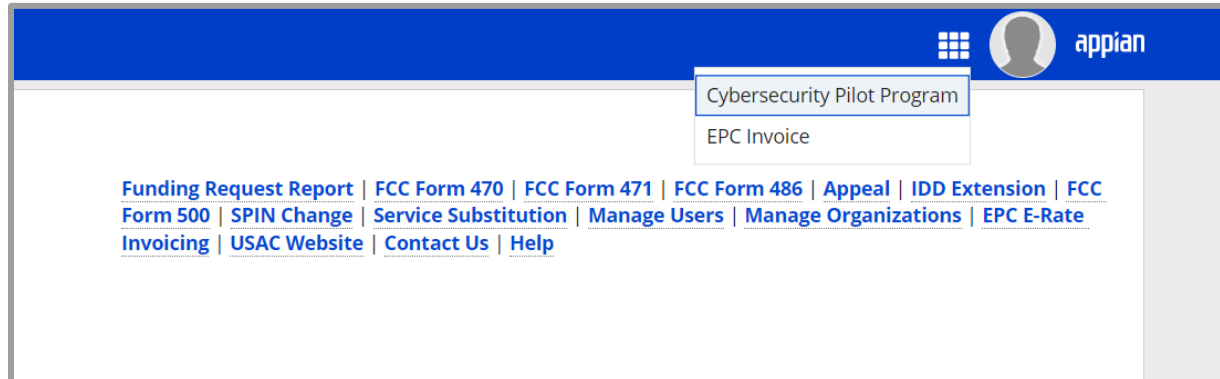 appian
Cybersecurity Pilot Program
EPC Invoice
Funding Request Report | FCC Form 470 | FCC Form 471 | FCC Form 486 | Appeal | IDD Extension | FCC
Form 500 | SPIN Change | Service Substitution | Manage Users | Manage Organizations | EPC E-Rate
Invoicing | USAC Website | Contact Us | Help